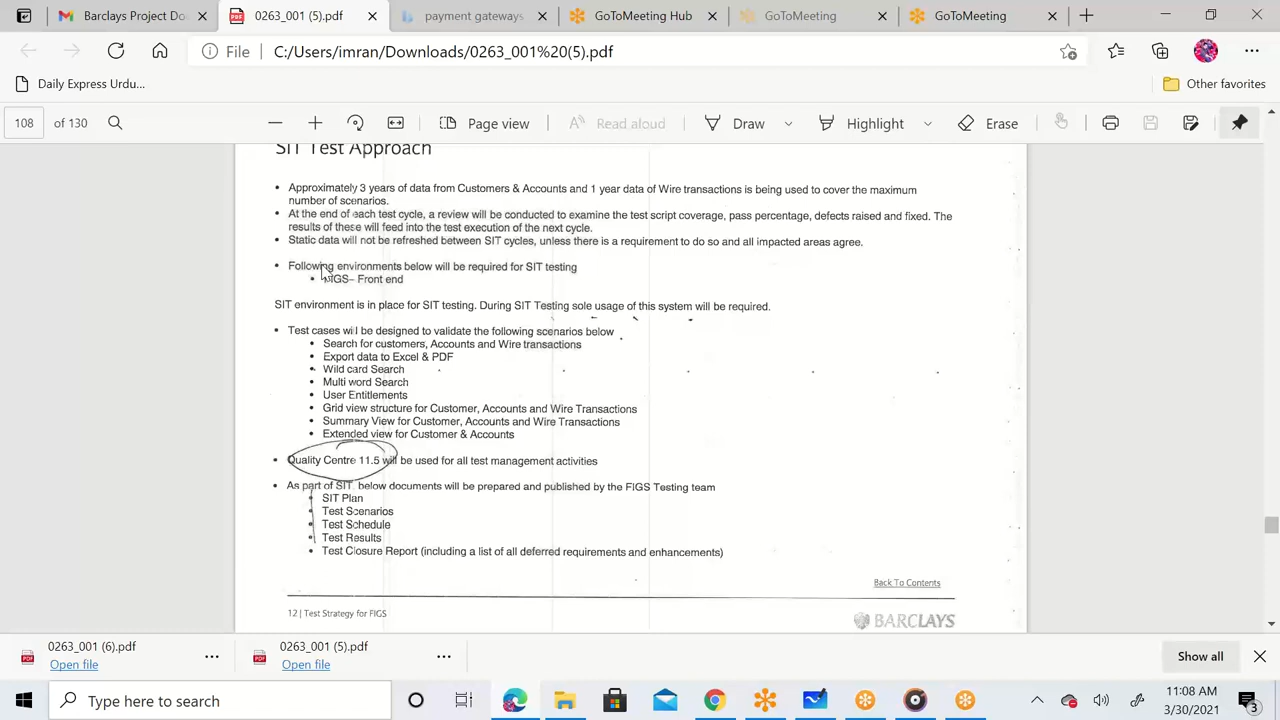 Barclays Project Do
0263_001 (5).pdf
payment gateways
GoToMeeting Hub
GoToMeeting
GoToMeeting
File
C:/Users/imran/Downloads/0263_001%20(5).pdf
Daily Express Urdu...
Other favorites
108 of 130
Page view
Read aloud
Draw
Highlight
Erase
SIT Test Approach
• Approximately 3 years of data from Customers & Accounts and 1 year data of Wire transactions is being used to cover the maximum
number of scenarios.
• At the end of each test cycle, a review will be conducted to examine the test script coverage, pass percentage, defects raised and fixed. The
results of these will feed into the test execution of the next cycle.
• Static data will not be refreshed between SIT cycles, unless there is a requirement to do so and all impacted areas agree.
• Following environments below will be required for SIT testing
• FIGS– Front end
SIT environment is in place for SIT testing. During SIT Testing sole usage of this system will be required.
• Test cases will be designed to validate the following scenarios below
• Search for customers, Accounts and Wire transactions
• Export data to Excel & PDF
• Wild card Search
• Multi word Search
• User Entitlements
• Grid view structure for Customer, Accounts and Wire Transactions
• Summary View for Customer, Accounts and Wire Transactions
• Extended view for Customer & Accounts
• Quality Centre 11.5 will be used for all test management activities
• As part of SIT, below documents will be prepared and published by the FIGS Testing team
• SIT Plan
• Test Scenarios
• Test Schedule
• Test Results
• Test Closure Report (including a list of all deferred requirements and enhancements)
Back To Contents
12 | Test Strategy for FIGS
BARCLAYS
0263_001 (6).pdf
Open file
0263_001 (5).pdf
Open file
Show all
Type here to search
11:08 AM
3/30/2021
3